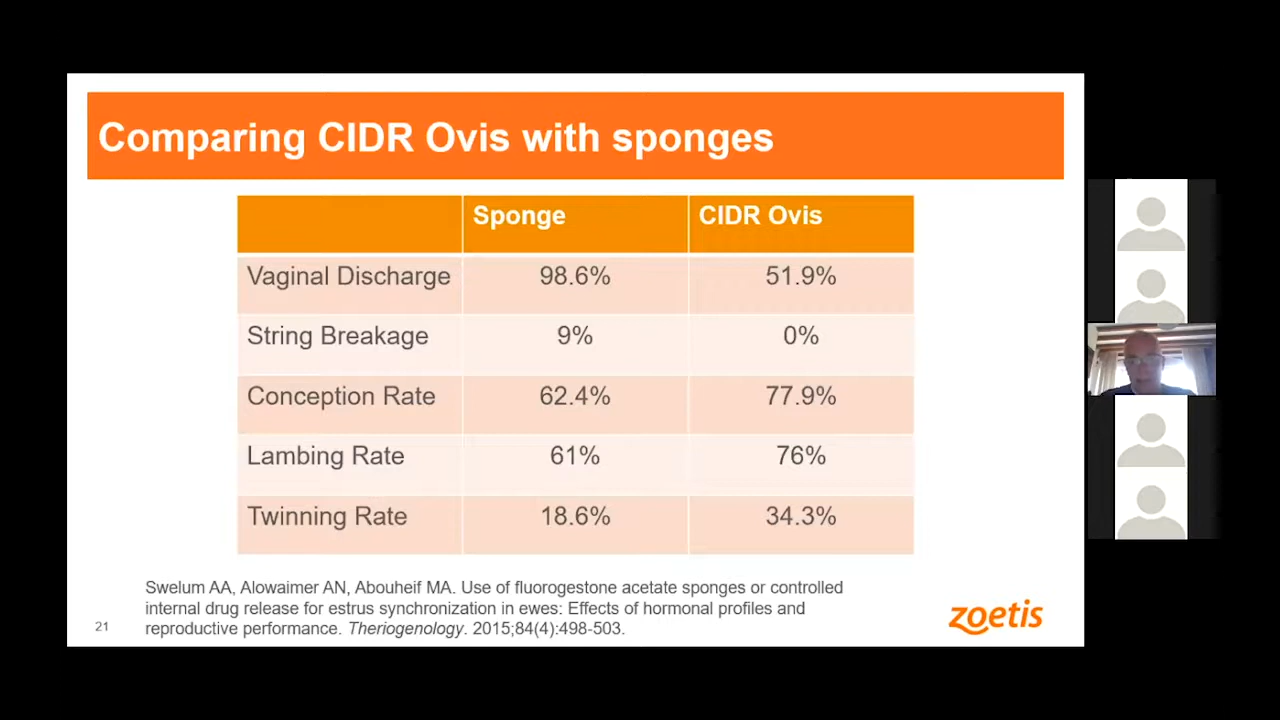 Comparing CIDR Ovis with sponges
Sponge CIDR Ovis
Vaginal Discharge 98.6% 51.9%
String Breakage 9% 0%
Conception Rate 62.4% 77.9%
Lambing Rate 61% 76%
Twinning Rate 18.6% 34.3%
Swelum AA, Alowaimer AN, Abouheif MA. Use of fluorogestone acetate sponges or controlled
internal drug release for estrus synchronization in ewes: Effects of hormonal profiles and
reproductive performance. Theriogenology. 2015;84(4):498-503.
21
zoetis